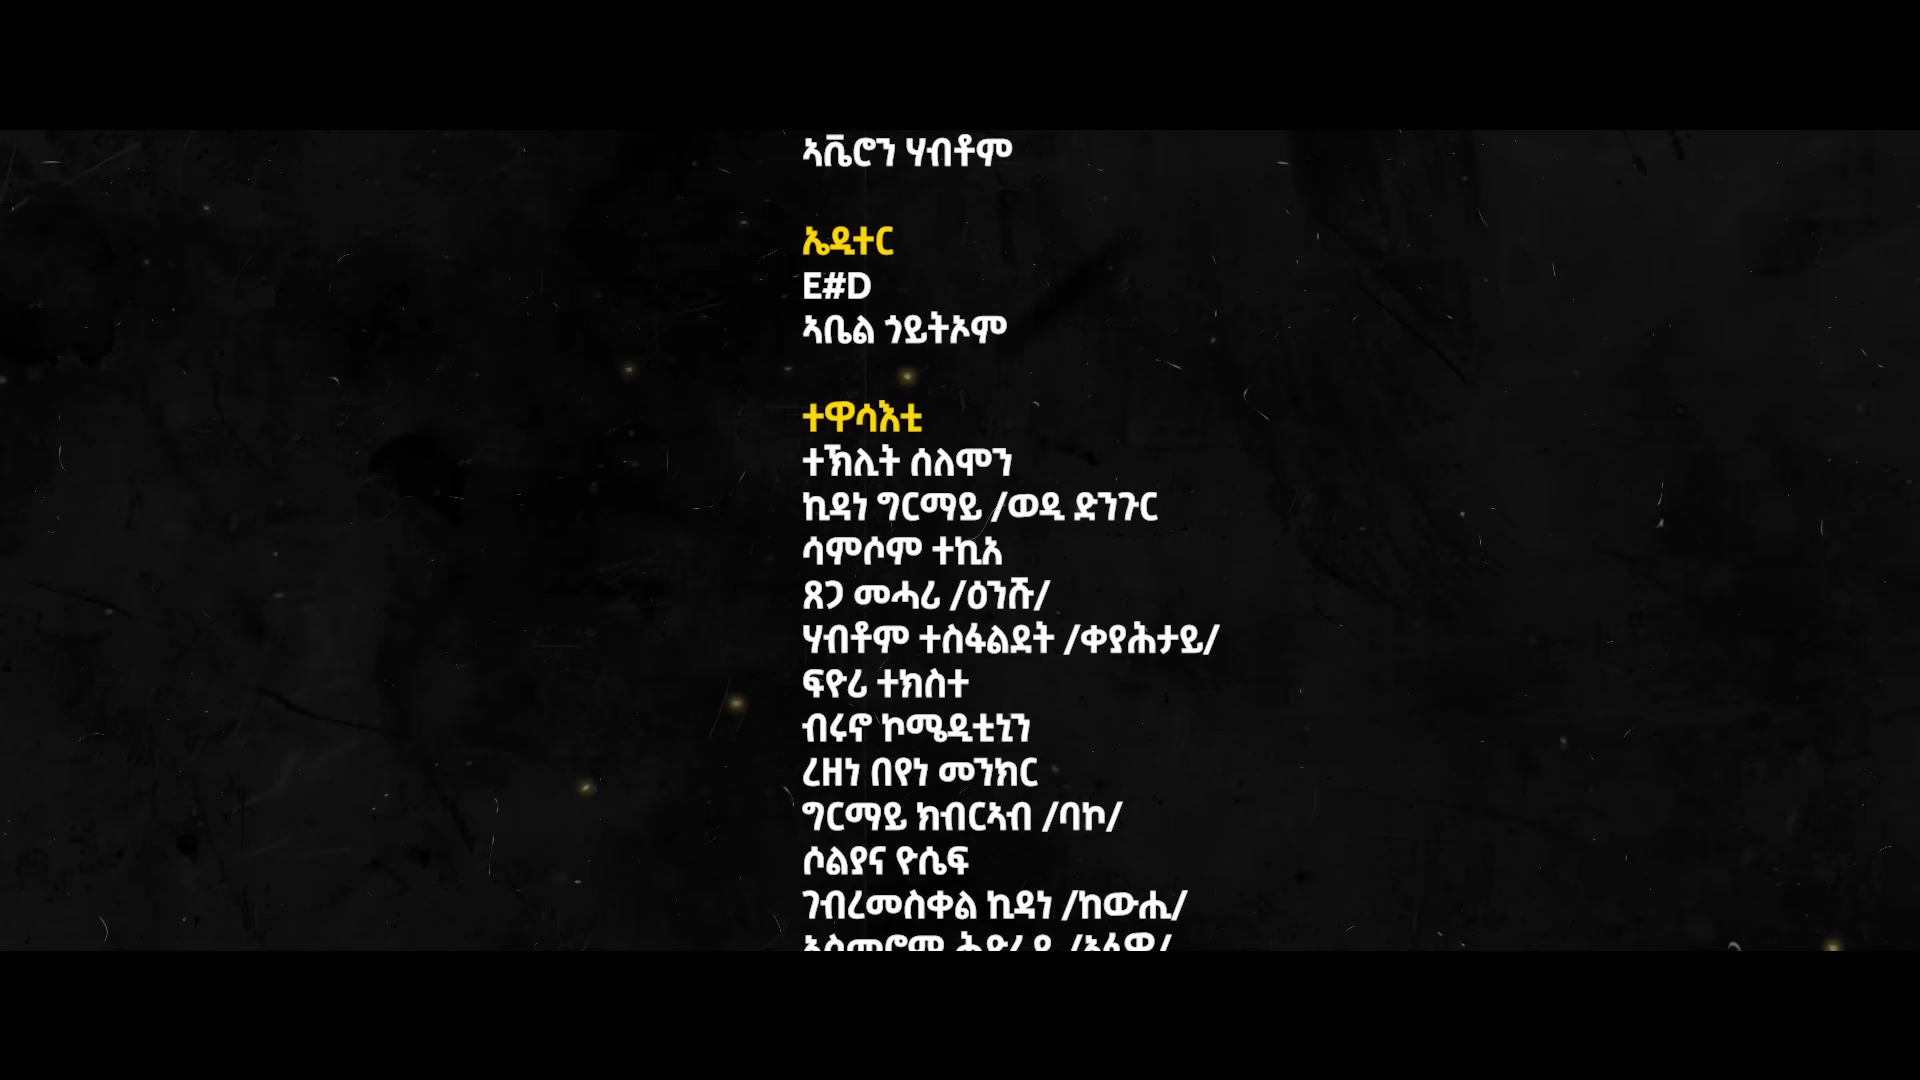 ኣቬሮን ሃብቶም
ኤዲተር
E#D
ኣቤል ጎይትኦም
ተዋሳእቲ
ተኽሊት ሰለሞን
ኪዳነ ግርማይ /ወዲ ድንጉር
ሳምሶም ተኪአ
ጸጋ መሓሪ /ዕንሹ/
ሃብቶም ተስፋልደት /ቀያሕታይ/
ፍዮሪ ተክስተ
ብሩኖ ኮሜዲቲኒን
ረዘነ በየነ መንክር
ግርማይ ክብርኣብ /ባኮ/
ሶልያና ዮሴፍ
ገብረመስቀል ኪዳነ /ከውሒ/